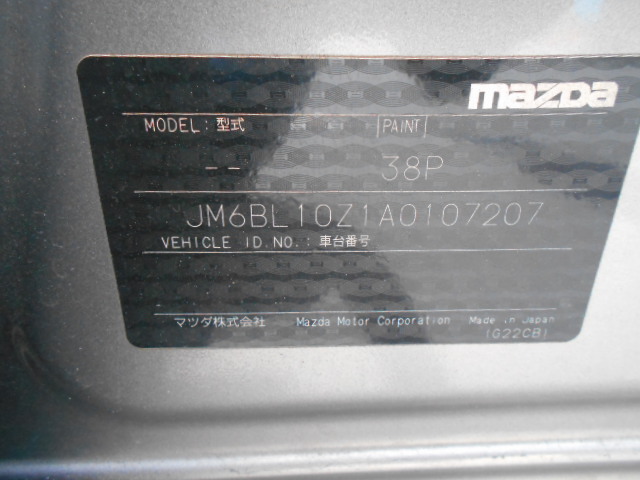 mazda
MODEL : 型式 |PAINT|
-- 38P
JM6BL10Z1A0107207
VEHICLE ID.NO. : 車台番号
マツダ株式会社 Mazda Motor Corporation Made in Japan
(G22CB)